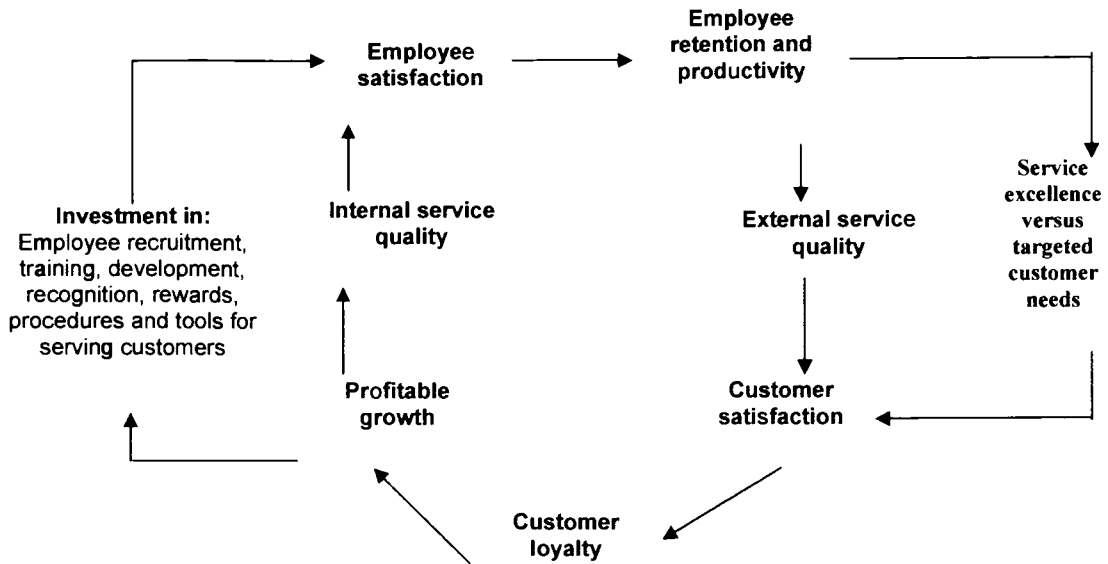 Employee
satisfaction
Employee
retention and
productivity
Investment in:
Employee recruitment,
training, development,
recognition, rewards,
procedures and tools for
serving customers
Internal service
quality
External service
quality
Service
excellence
versus
targeted
customer
needs
Profitable
growth
Customer
satisfaction
Customer
loyalty